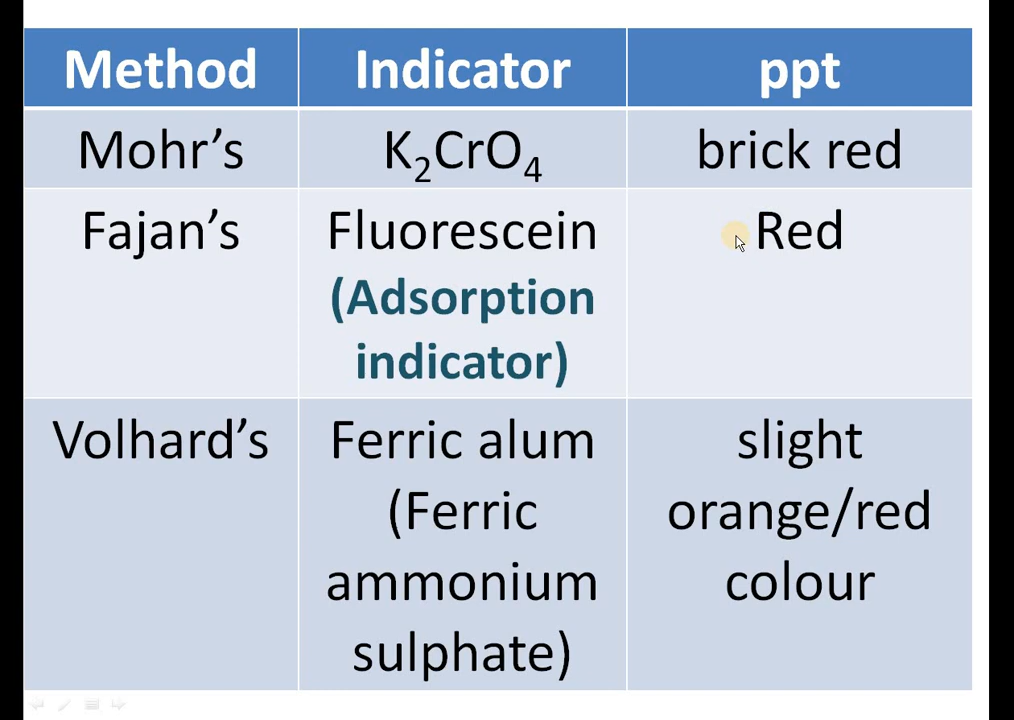 Method Indicator ppt
Mohr's K₂CrO₄ brick red
Fajan's Fluorescein Red
(Adsorption
indicator)
Volhard's Ferric alum slight
(Ferric orange/red
ammonium colour
sulphate)